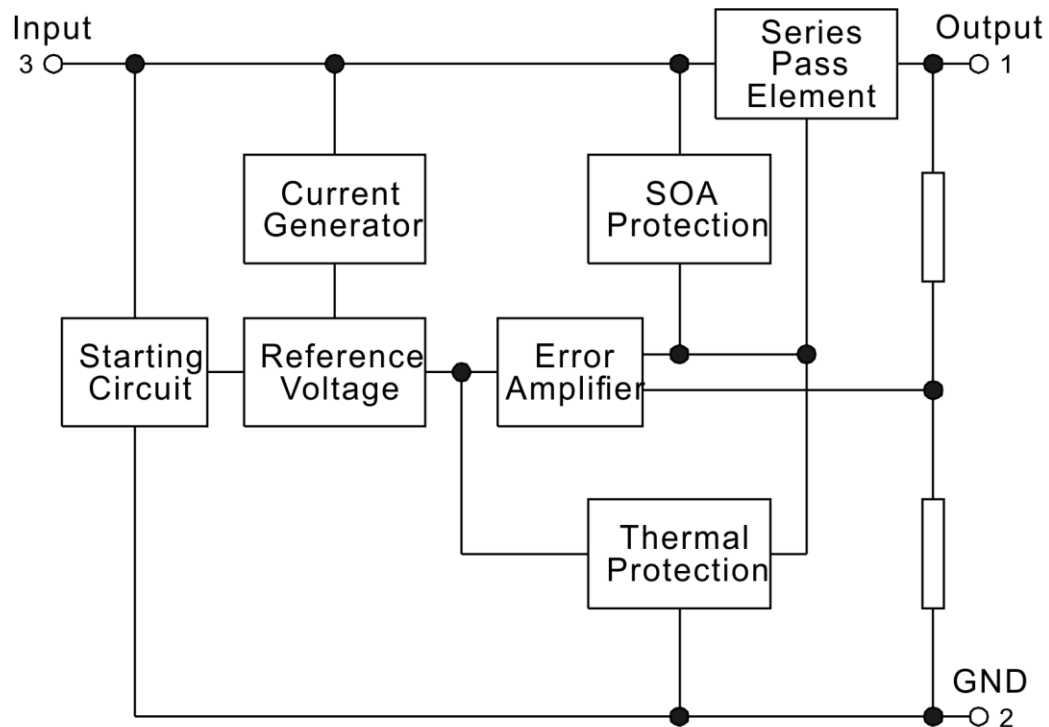 Input
3
Series
Pass
Element
Output
1
Current
Generator
SOA
Protection
Starting
Circuit
Reference
Voltage
Error
Amplifier
Thermal
Protection
GND
2